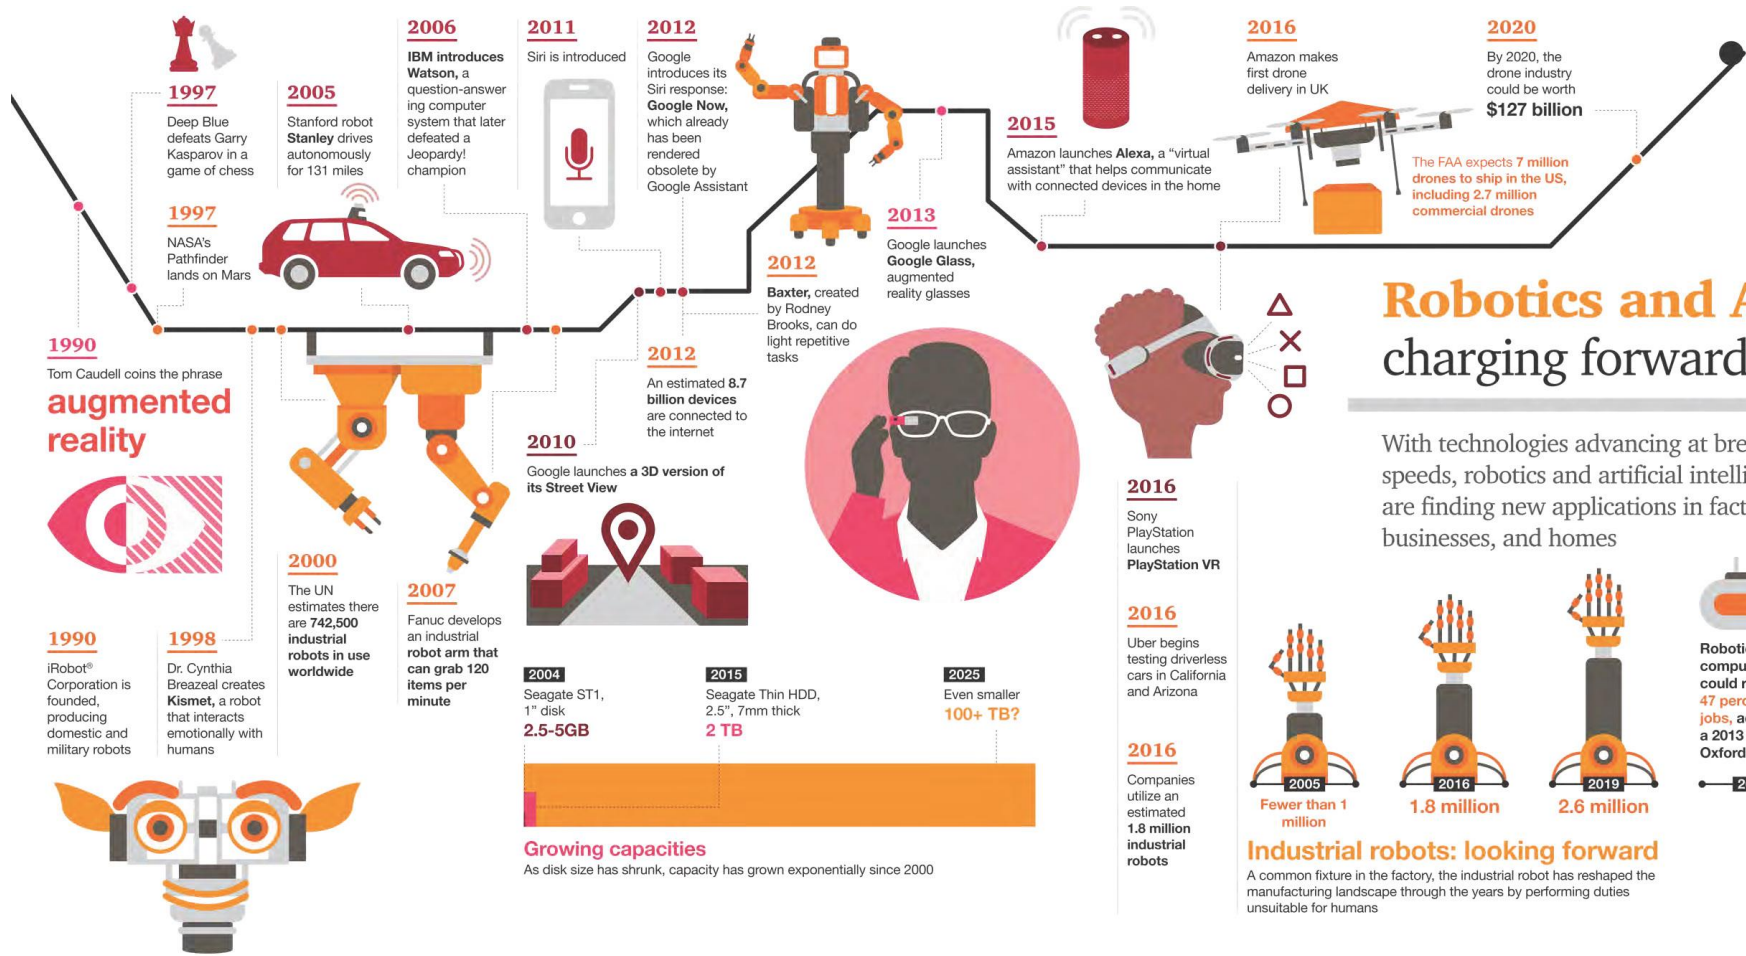 1997
Deep Blue
defeats Garry
Kasparov in a
game of chess
1997
NASA's
Pathfinder
lands on Mars
2005
Stanford robot
Stanley drives
autonomously
for 131 miles
2006
IBM introduces
Watson, a
question-answer
ing computer
system that later
defeated a
Jeopardy!
champion
2011
Siri is introduced
2012
Google
introduces its
Siri response:
Google Now,
which already
has been
rendered
obsolete by
Google Assistant
2012
Baxter, created
by Rodney
Brooks, can do
light repetitive
tasks
2012
An estimated 8.7
billion devices
are connected to
the internet
2013
Google launches
Google Glass,
augmented
reality glasses
2015
Amazon launches Alexa, a "virtual
assistant" that helps communicate
with connected devices in the home
2016
Amazon makes
first drone
delivery in UK
2020
By 2020, the
drone industry
could be worth
$127 billion
The FAA expects 7 million
drones to ship in the US,
including 2.7 million
commercial drones
Robotics and A
charging forward
With technologies advancing at bre
speeds, robotics and artificial intelli
are finding new applications in fact
businesses, and homes
1990
Tom Caudell coins the phrase
augmented
reality
1990
iRobot®
Corporation is
founded,
producing
domestic and
military robots
1998
Dr. Cynthia
Breazeal creates
Kismet, a robot
that interacts
emotionally with
humans
2000
The UN
estimates there
are 742,500
industrial
robots in use
worldwide
2007
Fanuc develops
an industrial
robot arm that
can grab 120
items per
minute
2010
Google launches a 3D version of
its Street View
2004
Seagate ST1,
1" disk
2.5-5GB
2015
Seagate Thin HDD,
2.5", 7mm thick
2 TB
2025
Even smaller
100+ TB?
Growing capacities
As disk size has shrunk, capacity has grown exponentially since 2000
2016
Sony
PlayStation
launches
PlayStation VR
2016
Uber begins
testing driverless
cars in California
and Arizona
2016
Companies
utilize an
estimated
1.8 million
industrial
robots
2005
Fewer than 1
million
2016
1.8 million
2019
2.6 million
Industrial robots: looking forward
A common fixture in the factory, the industrial robot has reshaped the
manufacturing landscape through the years by performing duties
unsuitable for humans
Roboti
compu
could r
47 perc
jobs, a
a 2013
Oxford
2